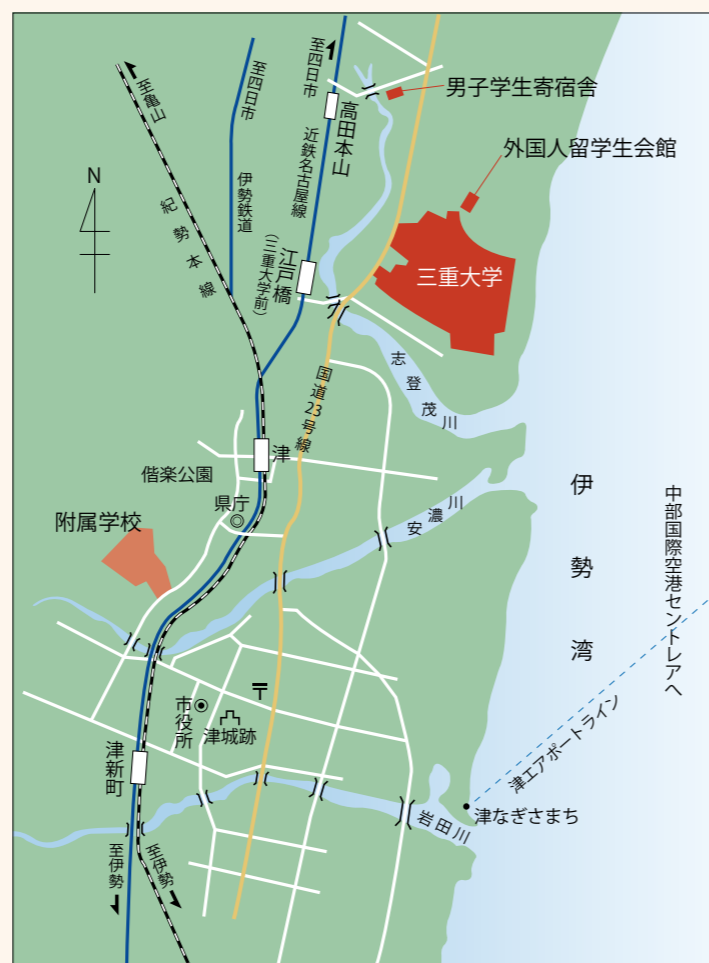 至亀山
至四日市
至四日市
高田本山
男子学生寄宿舎
外国人留学生会館
N
紀勢本線
伊勢鉄道
近鉄名古屋線
江戸橋
(三重大学前)
三重大学
志登茂川
国道23号線
津
偕楽公園
県庁
附属学校
安濃川
伊勢湾
中部国際空港セントレアへ
〒
市役所
津城跡
津新町
津エアポートライン
津なぎさまち
岩田川
至伊勢
至伊勢